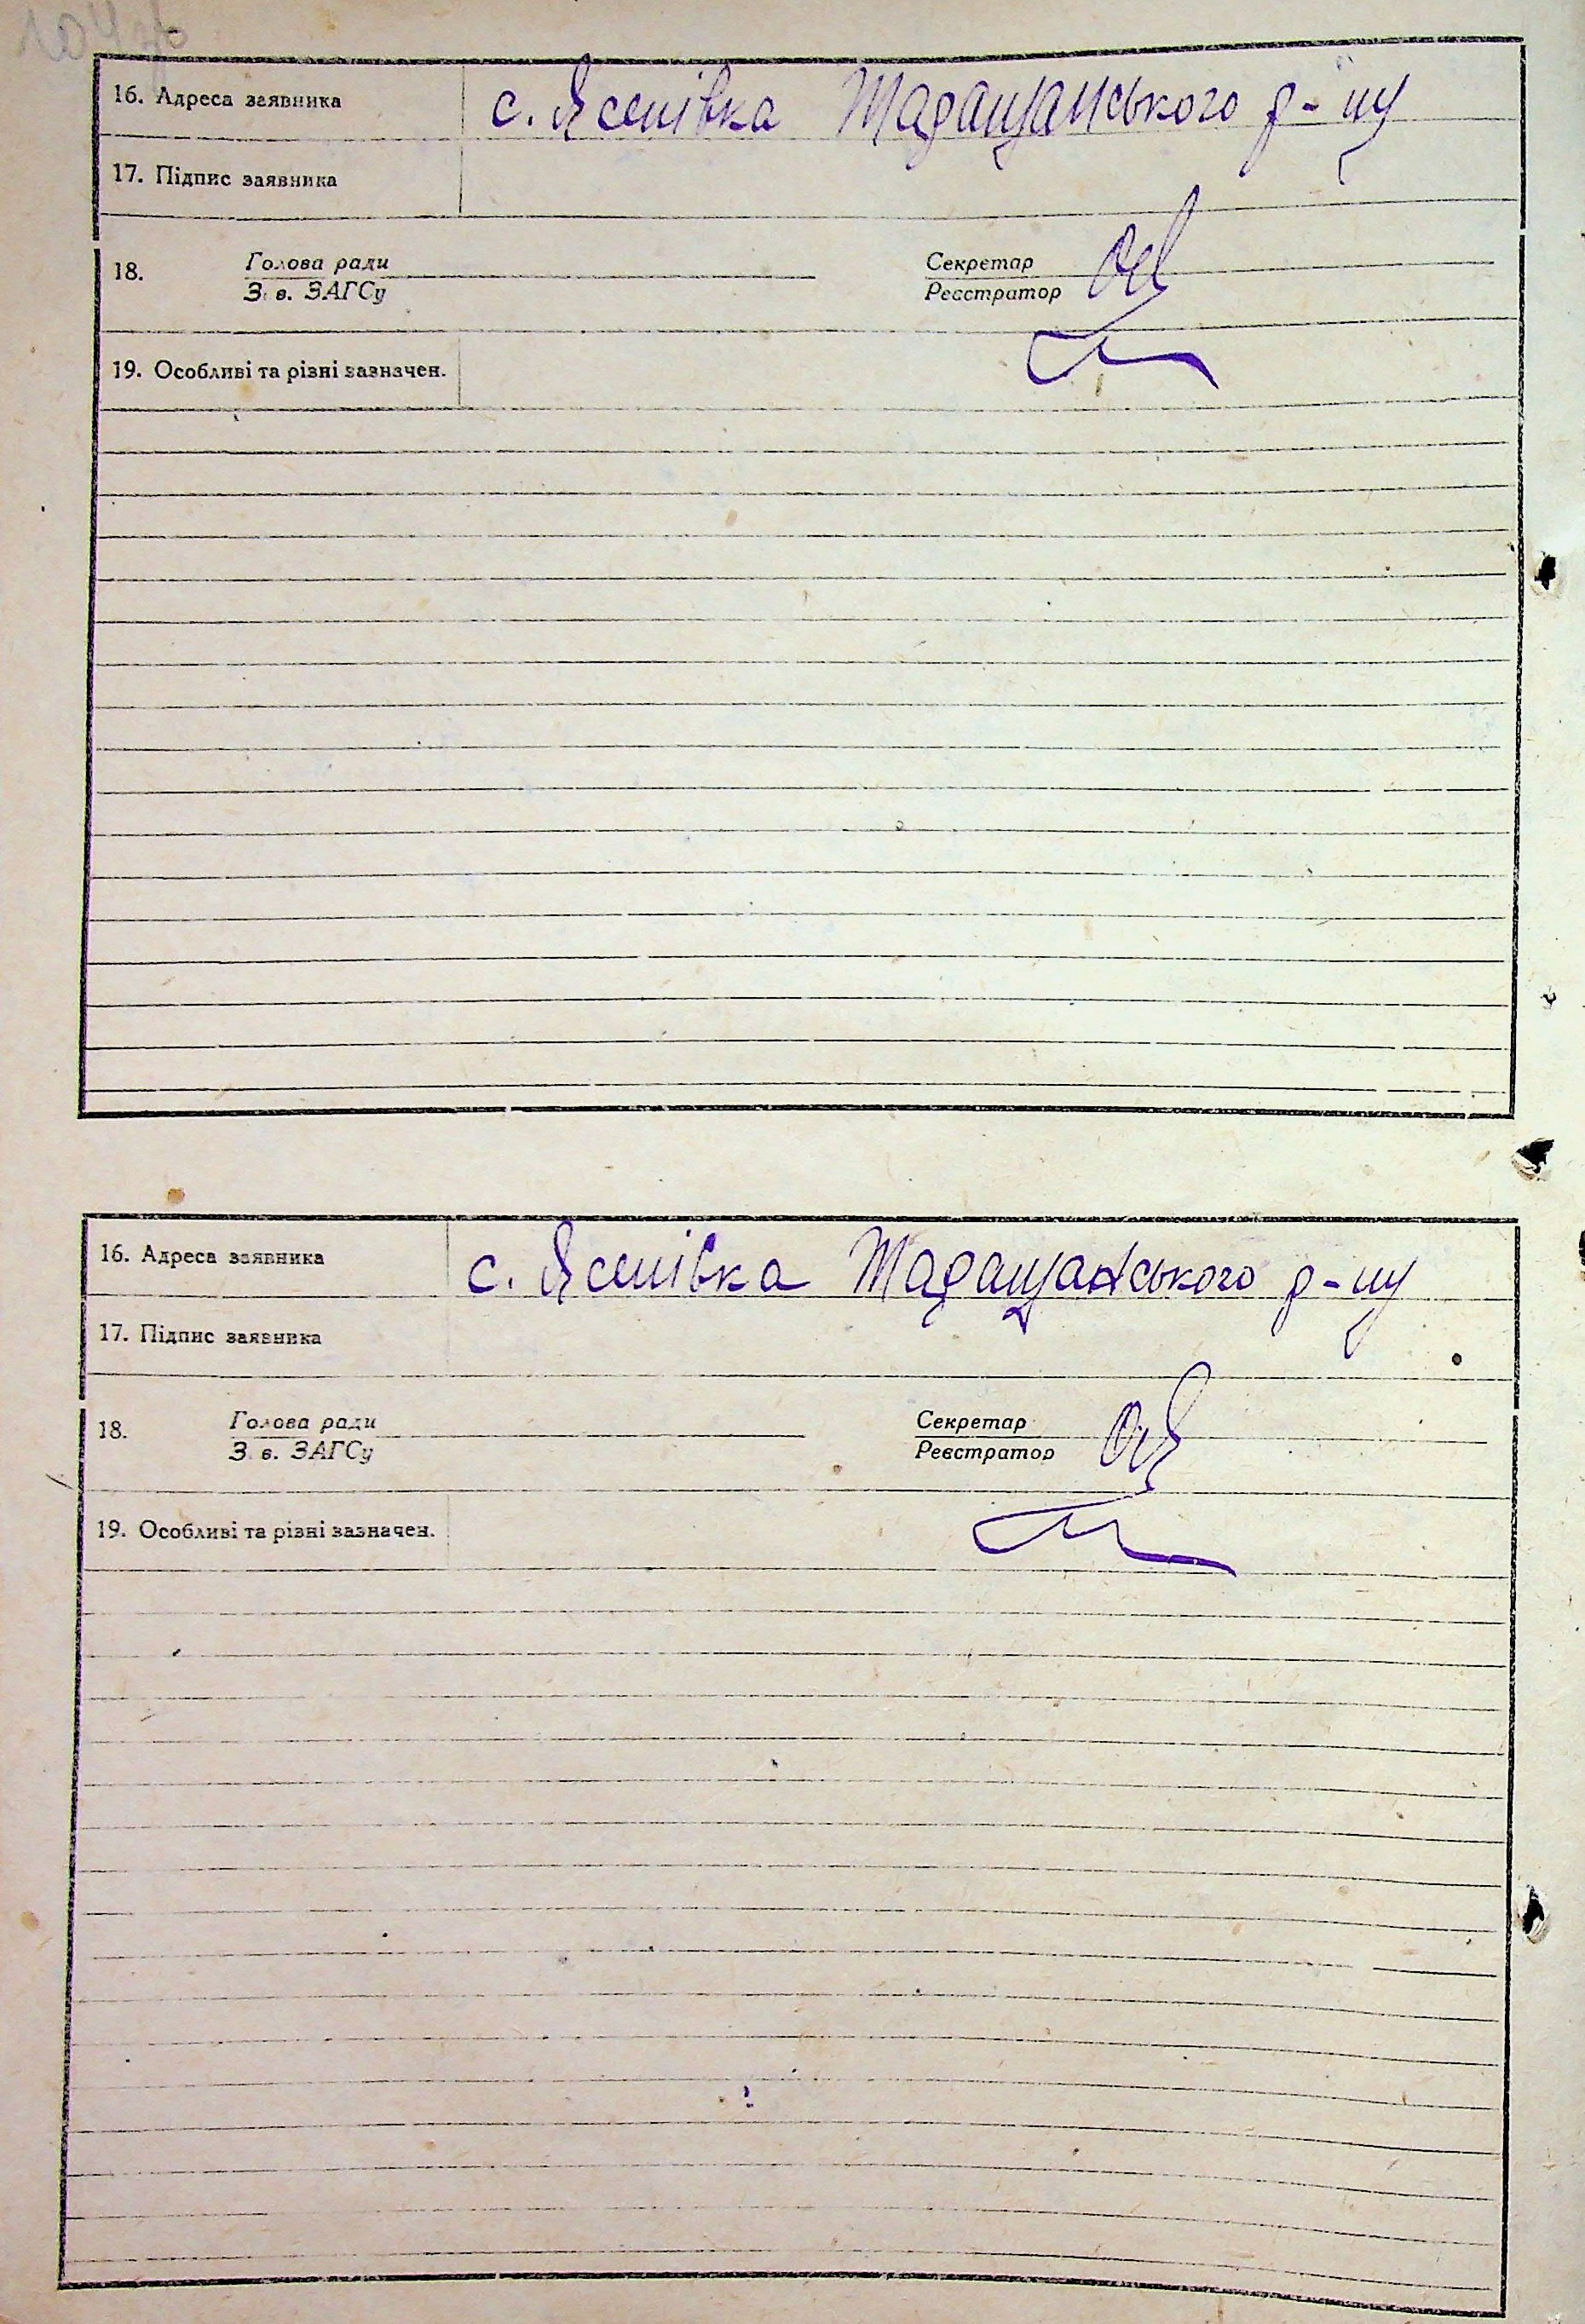 16. Адреса заявника с. Ясенівка Таращанського р-ну
17. Підпис заявника
18. Голова ради Секретар
З. в. ЗАГСу Реєстратор
19. Особливі та різні зазначен.
16. Адреса заявника с. Ясенівка Таращанського р-ну
17. Підпис заявника
18. Голова ради Секретар
З. в. ЗАГСу Реєстратор
19. Особливі та різні зазначен.